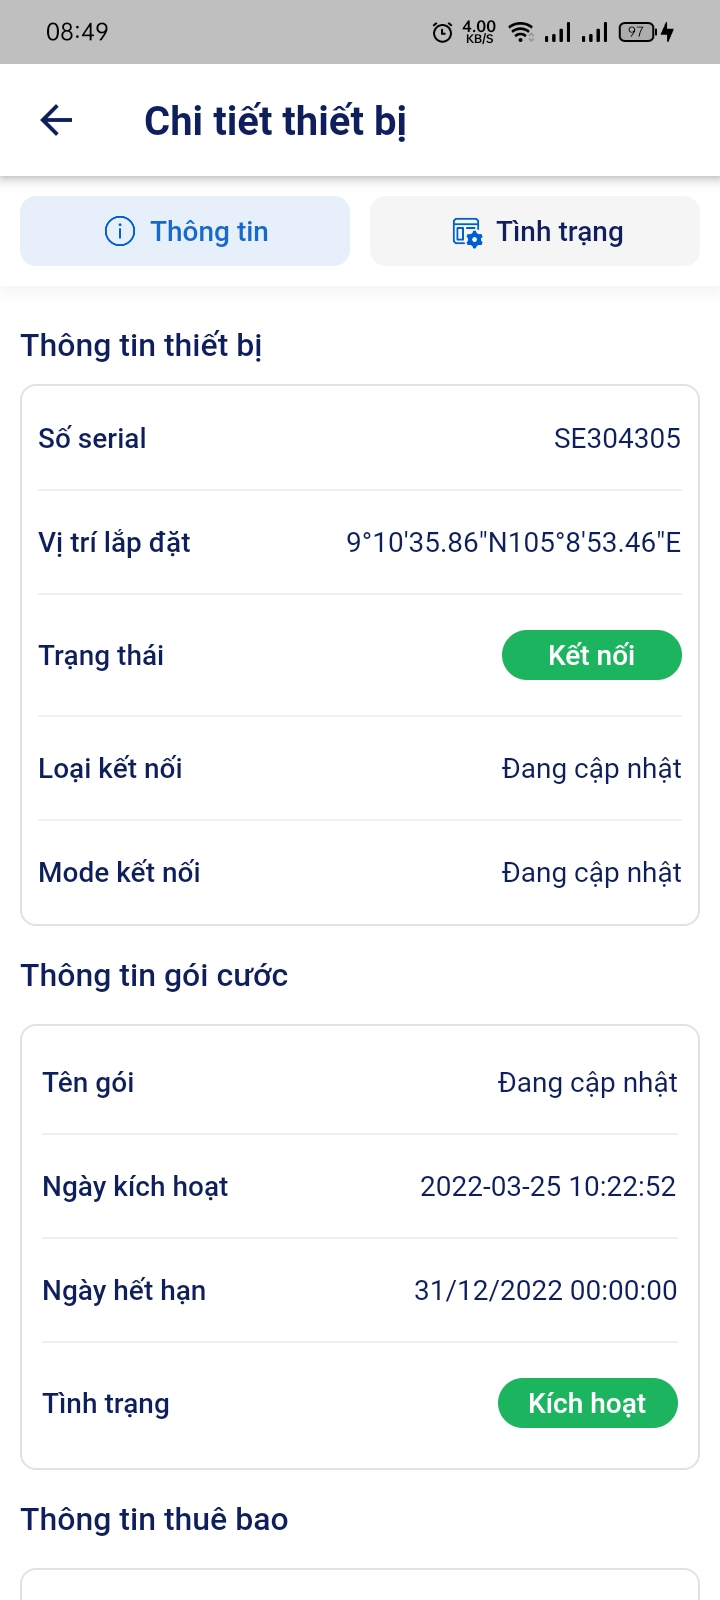 08:49
4.00
KB/S
97
Chi tiết thiết bị
Thông tin
Tình trạng
Thông tin thiết bị
Số serial SE304305
Vị trí lắp đặt 9°10'35.86"N105°8'53.46"E
Trạng thái Kết nối
Loại kết nối Đang cập nhật
Mode kết nối Đang cập nhật
Thông tin gói cước
Tên gói Đang cập nhật
Ngày kích hoạt 2022-03-25 10:22:52
Ngày hết hạn 31/12/2022 00:00:00
Tình trạng Kích hoạt
Thông tin thuê bao